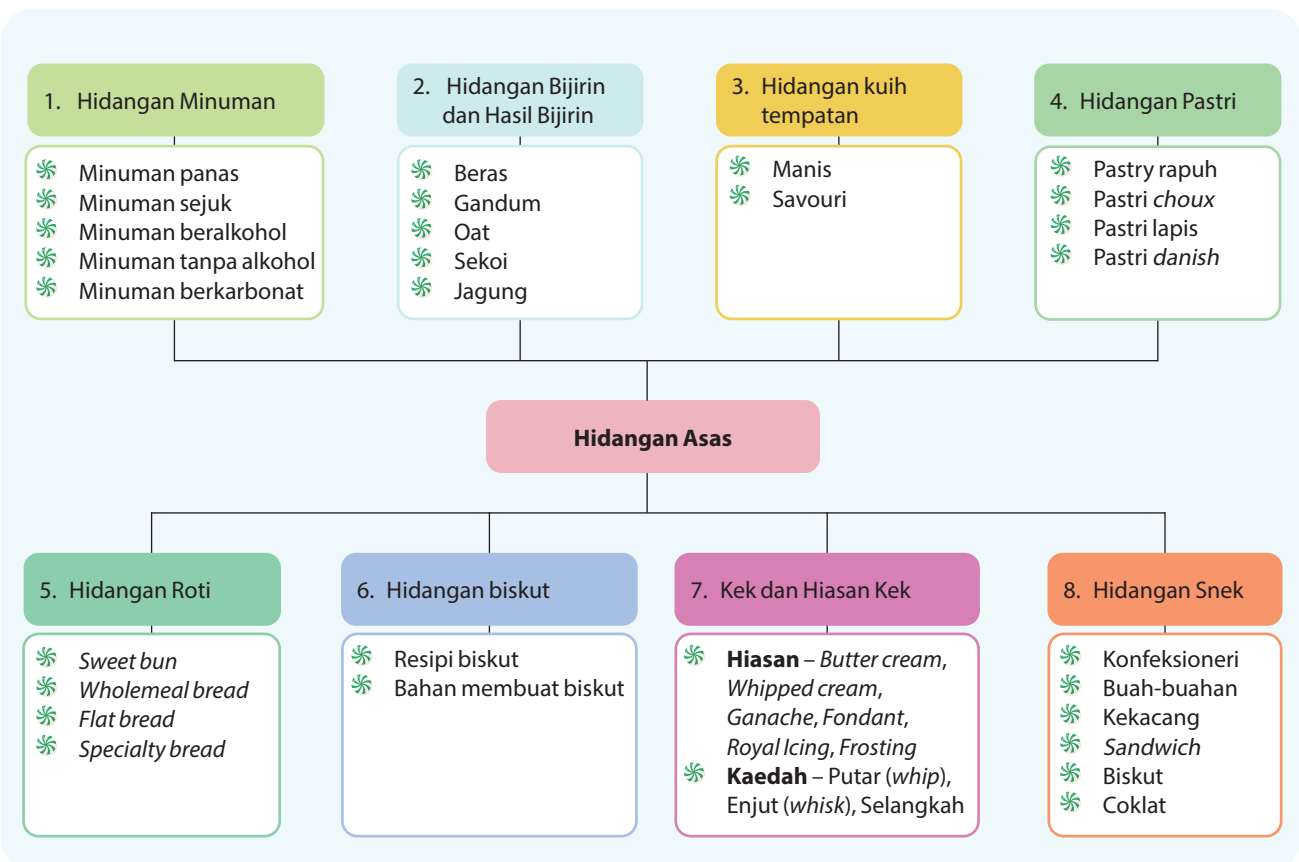 1. Hidangan Minuman
Minuman panas
Minuman sejuk
Minuman beralkohol
Minuman tanpa alkohol
Minuman berkarbonat
2. Hidangan Bijirin
dan Hasil Bijirin
Beras
Gandum
Oat
Sekoi
Jagung
3. Hidangan kuih
tempatan
Manis
Savouri
4. Hidangan Pastri
Pastry rapuh
Pastri choux
Pastri lapis
Pastri danish
Hidangan Asas
5. Hidangan Roti
Sweet bun
Wholemeal bread
Flat bread
Specialty bread
6. Hidangan biskut
Resipi biskut
Bahan membuat biskut
7. Kek dan Hiasan Kek
Hiasan – Butter cream,
Whipped cream,
Ganache, Fondant,
Royal Icing, Frosting
Kaedah – Putar (whip),
Enjut (whisk), Selangkah
8. Hidangan Snek
Konfeksioneri
Buah-buahan
Kekacang
Sandwich
Biskut
Coklat